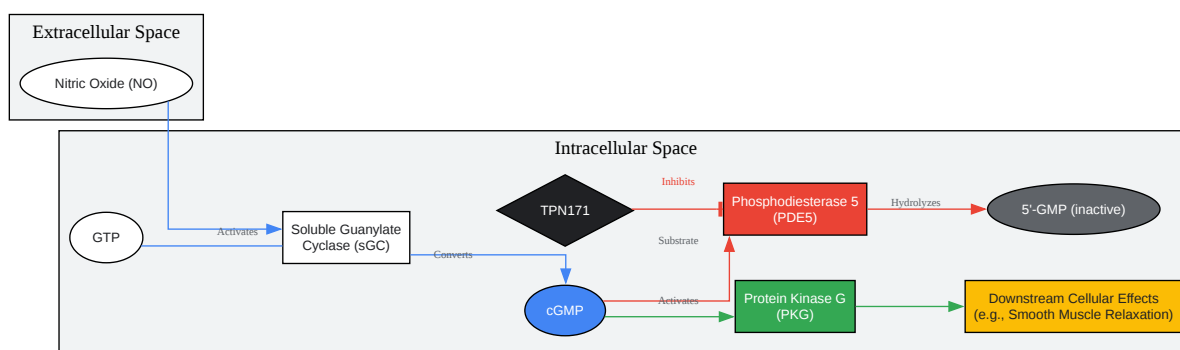 Extracellular Space
Nitric Oxide (NO)
Intracellular Space
TPN171
Inhibits
Phosphodiesterase 5
(PDE5)
Hydrolyzes
5'-GMP (inactive)
GTP
Activates
Soluble Guanylate
Cyclase (sGC)
Converts
Substrate
cGMP
Activates
Protein Kinase G
(PKG)
Downstream Cellular Effects
(e.g., Smooth Muscle Relaxation)